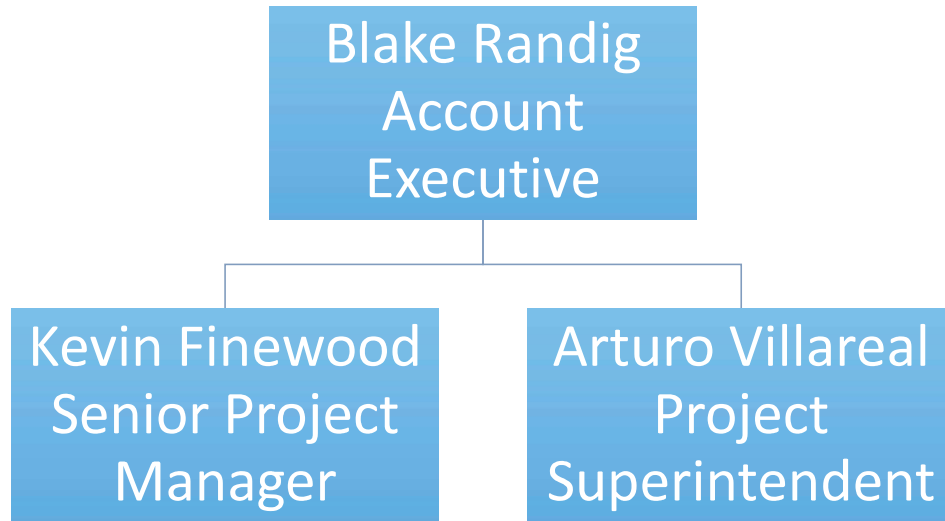 Blake Randig
Account
Executive
Kevin Finewood
Senior Project
Manager
Arturo Villareal
Project
Superintendent